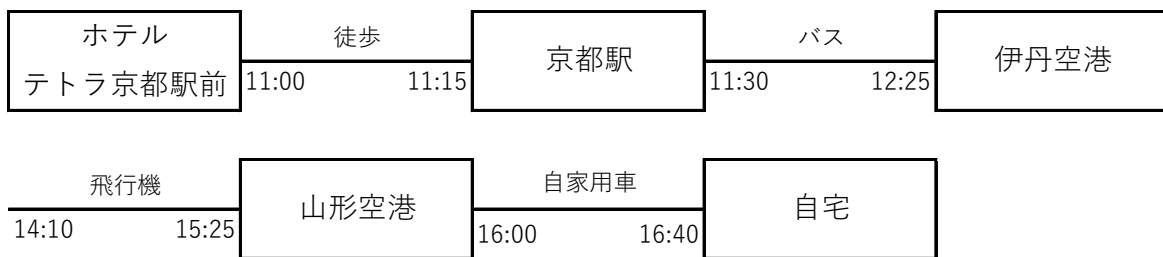 ホテル
テトラ京都駅前
徒歩
11:00 11:15
京都駅
バス
11:30 12:25
伊丹空港
飛行機
14:10 15:25
山形空港
自家用車
16:00 16:40
自宅